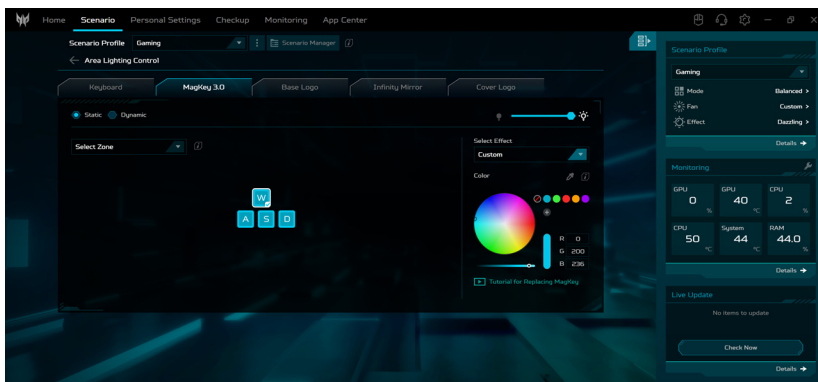 Home Scenario Personal Settings Checkup Monitoring App Center
Scenario Profile Gaming Scenario Manager
Area Lighting Control
Keyboard MagKey 3.0 Base Logo Infinity Mirror Cover Logo
Static Dynamic
Select Zone
W
A S D
Select Effect
Custom
Color
R 0
G 200
B 236
Tutorial for Replacing MagKey
Scenario Profile
Gaming
Mode Balanced >
Fan Custom >
Effect Dazzling >
Details
Monitoring
GPU GPU CPU
0 % 40 °C 2 %
CPU System RAM
50 °C 44 °C 44.0 %
Details
Live Update
No items to update
Check Now
Details